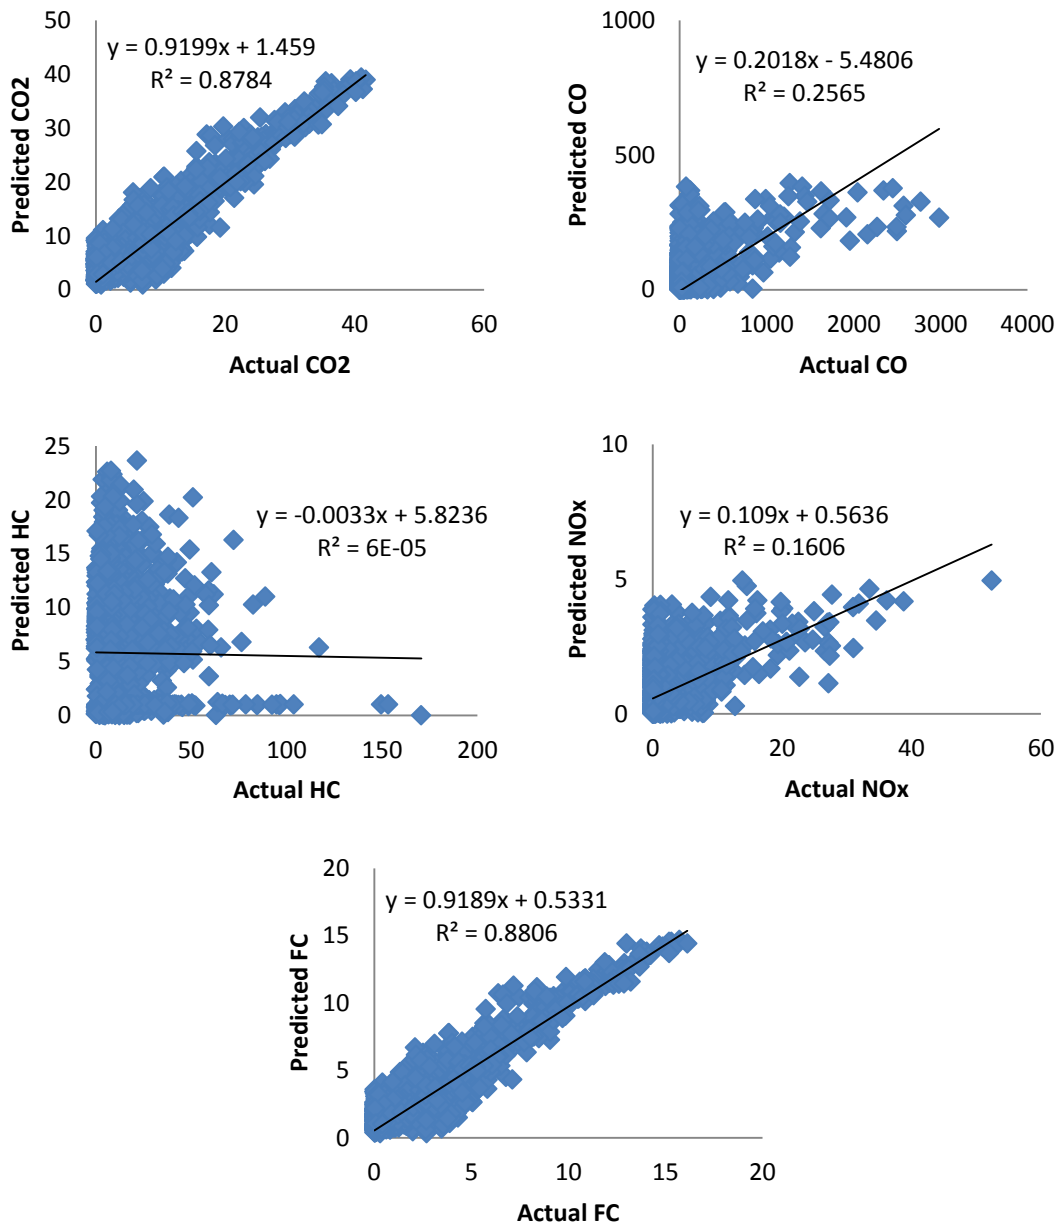 50
40
30
20
10
0
Predicted CO2
y = 0.9199x + 1.459
R² = 0.8784
0 20 40 60
Actual CO2
1000
500
0
Predicted CO
y = 0.2018x - 5.4806
R² = 0.2565
0 1000 2000 3000 4000
Actual CO
25
20
15
10
5
0
Predicted HC
y = -0.0033x + 5.8236
R² = 6E-05
0 50 100 150 200
Actual HC
10
5
0
Predicted NOx
y = 0.109x + 0.5636
R² = 0.1606
0 20 40 60
Actual NOx
20
15
10
5
0
Predicted FC
y = 0.9189x + 0.5331
R² = 0.8806
0 5 10 15 20
Actual FC